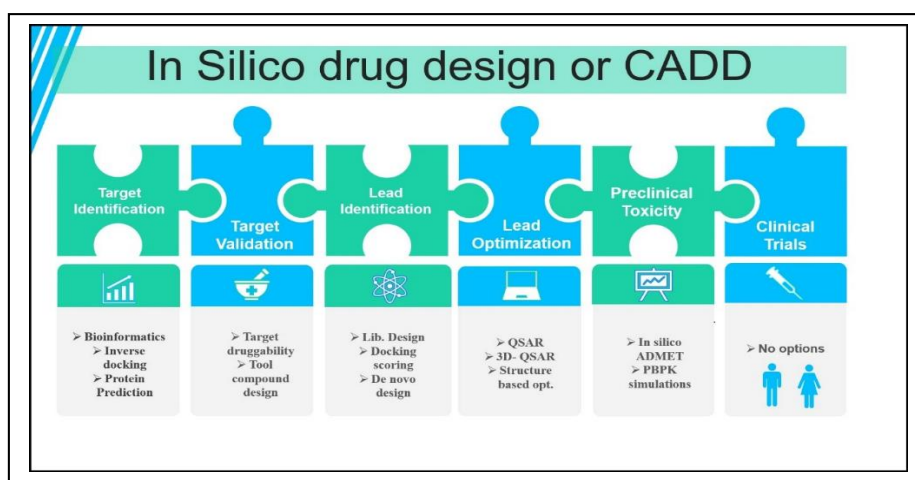 In Silico drug design or CADD
Target
Identification
Target
Validation
Lead
Identification
Lead
Optimization
Preclinical
Toxicity
Clinical
Trials
➢ Bioinformatics
➢ Inverse
docking
➢ Protein
Prediction
➢ Target
druggability
➢ Tool
compound
design
➢ Lib. Design
➢ Docking
scoring
➢ De novo
design
➢ QSAR
➢ 3D- QSAR
➢ Structure
based opt.
➢ In silico
ADMET
➢ PBPK
simulations
➢ No options